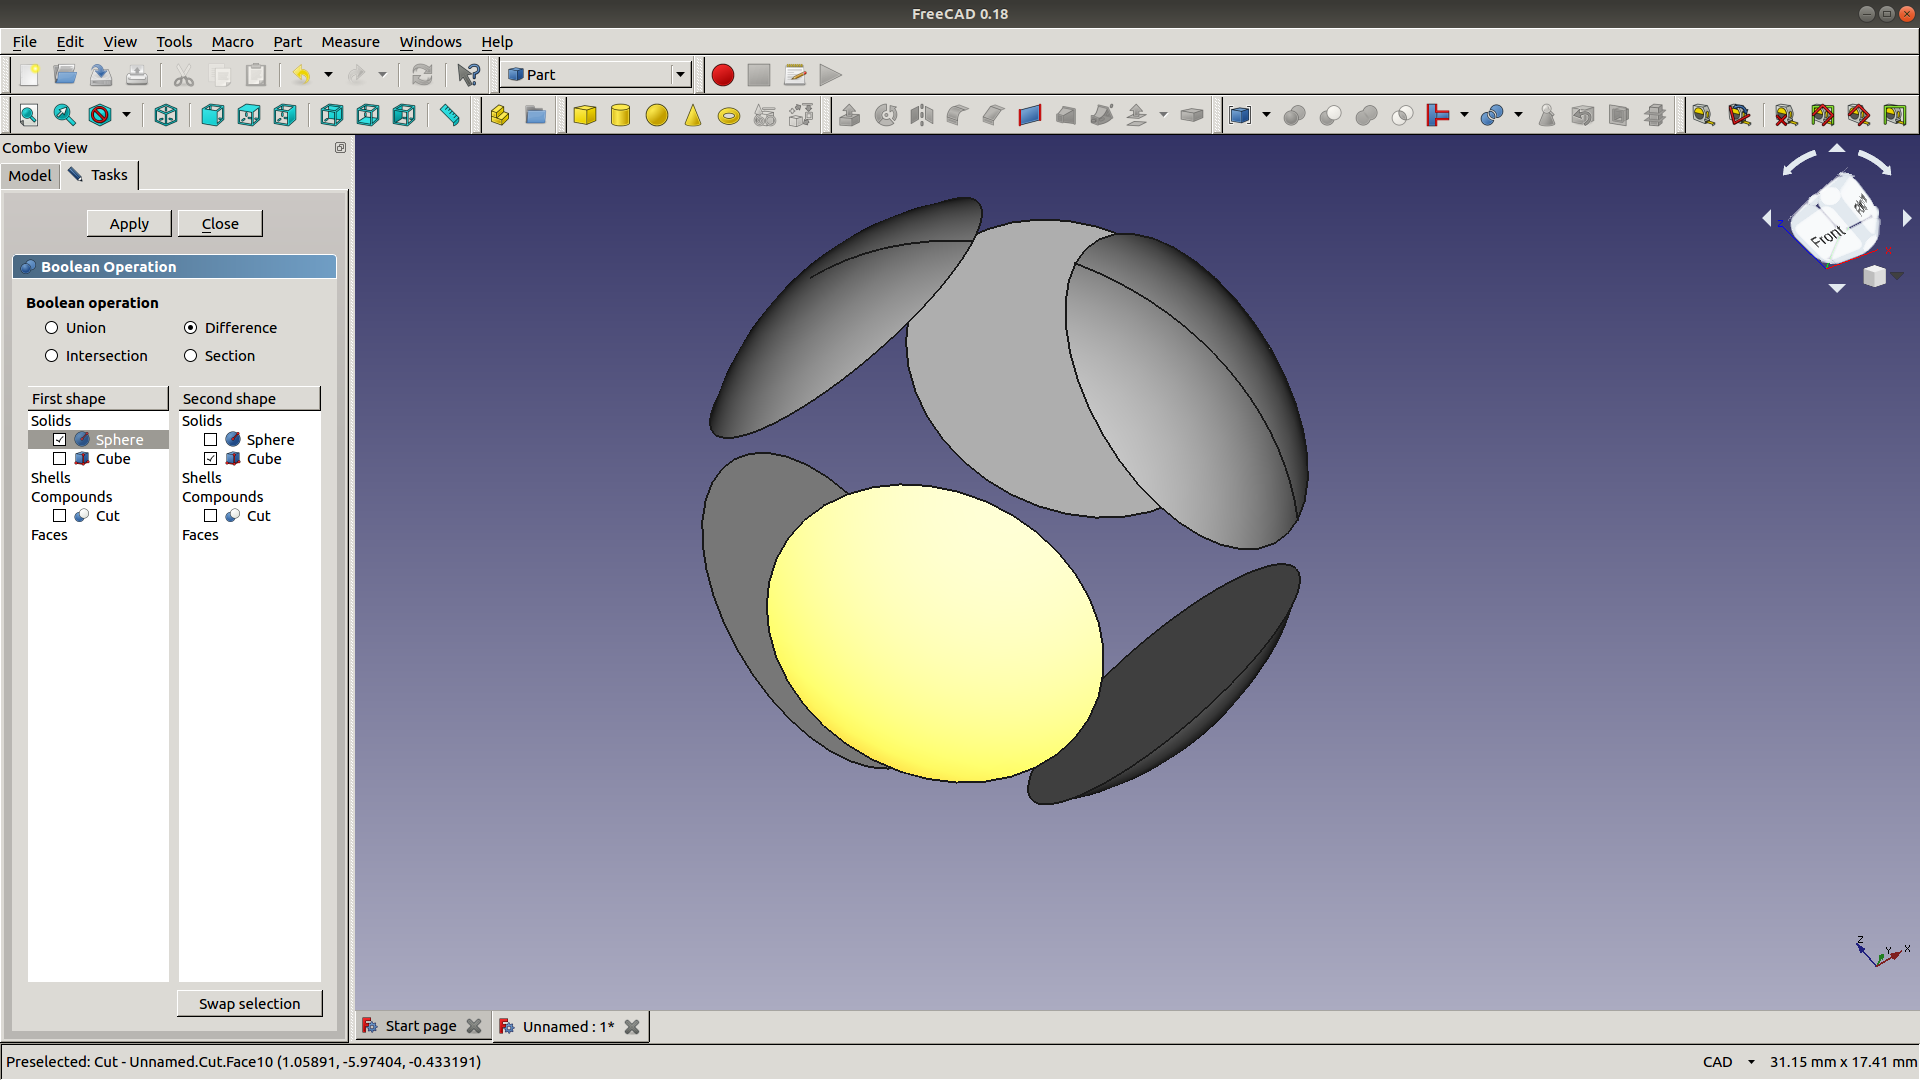 FreeCAD 0.18
File Edit View Tools Macro Part Measure Windows Help
Part
Combo View
Model Tasks
Apply Close
Boolean Operation
Boolean operation
Union Difference
Intersection Section
First shape Second shape
Solids Solids
Sphere Sphere
Cube Cube
Shells Shells
Compounds Compounds
Cut Cut
Faces Faces
Swap selection
Front
Z
X
Z
Y
X
Start page Unnamed : 1*
Preselected: Cut - Unnamed.Cut.Face10 (1.05891, -5.97404, -0.433191) CAD 31.15 mm x 17.41 mm